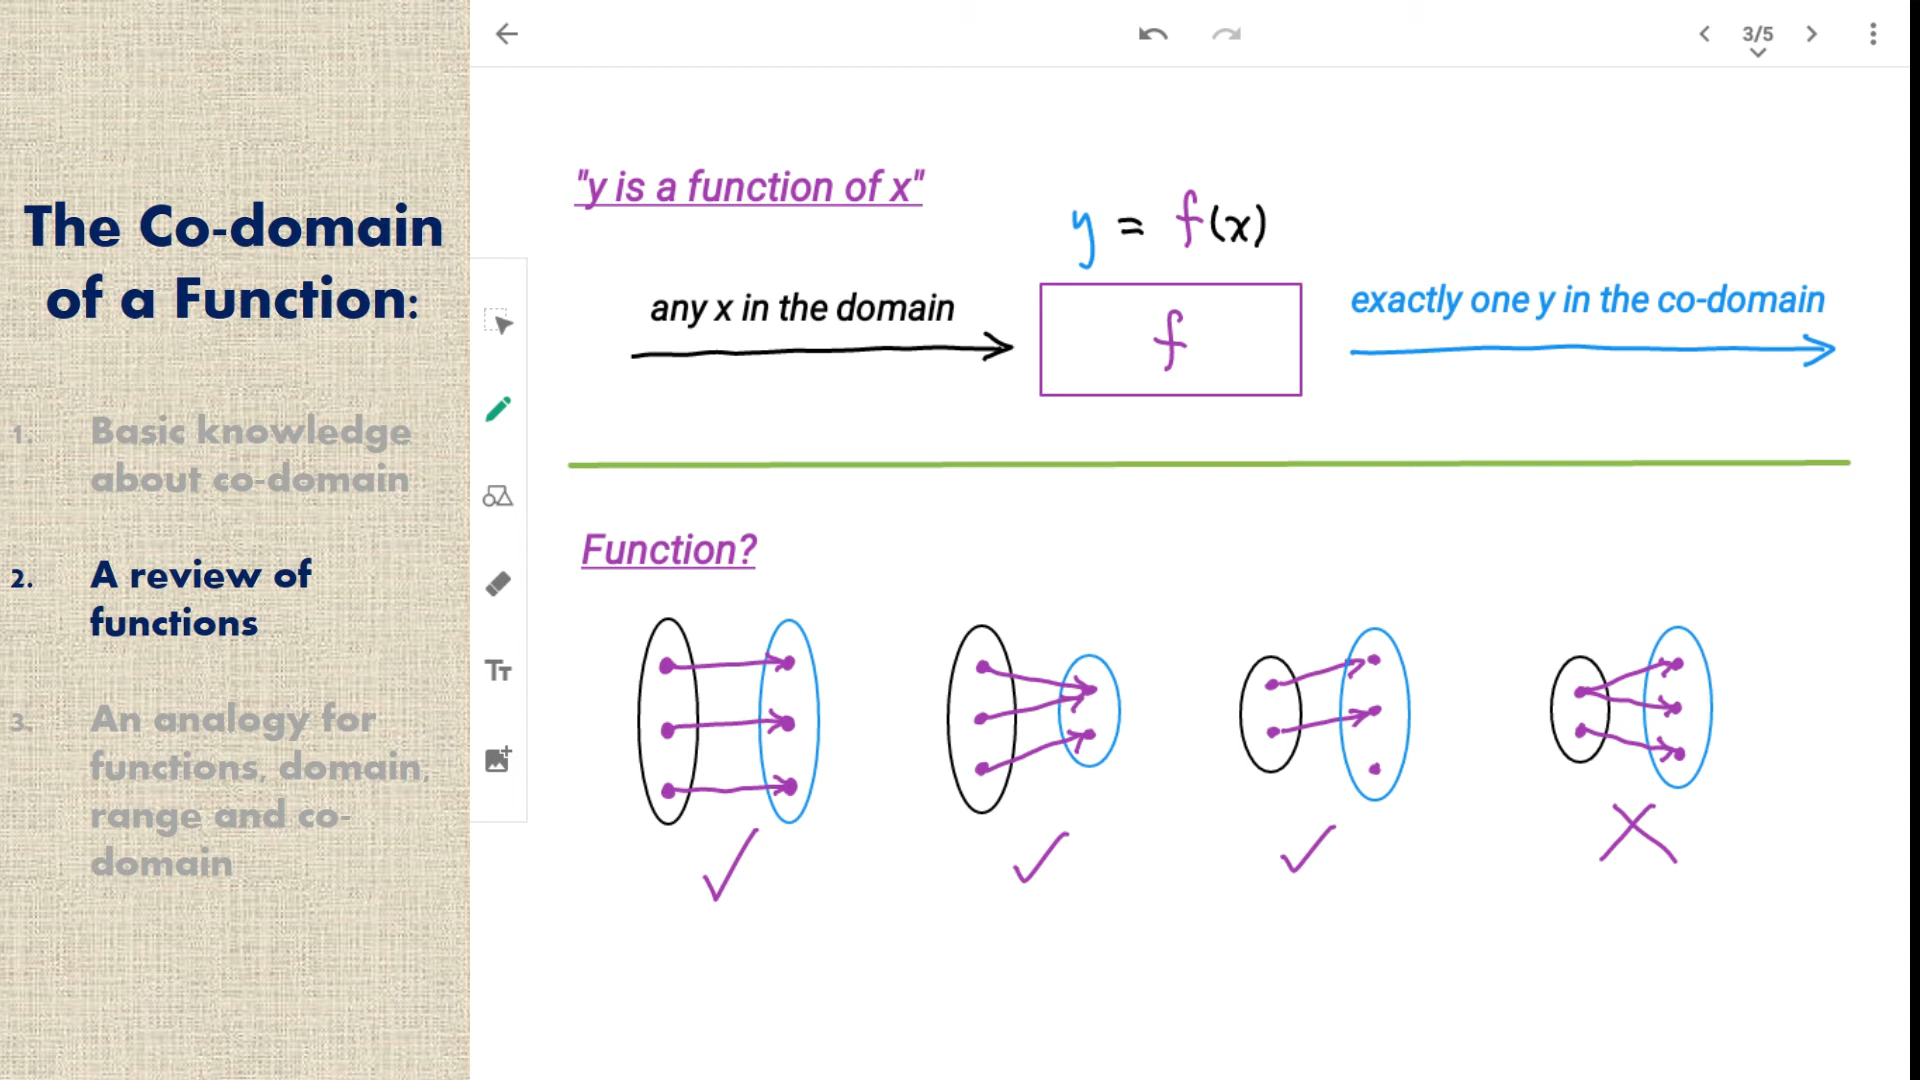 The Co-domain
of a Function:
1. Basic knowledge
about co-domain
2. A review of
functions
3. An analogy for
functions, domain,
range and co-
domain
3/5
"y is a function of x"
y = f(x)
any x in the domain
f
exactly one y in the co-domain
Function?
Tт